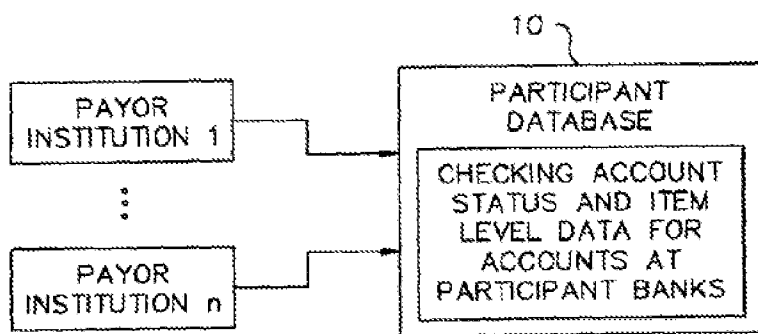 10
PAYOR
INSTITUTION 1
PAYOR
INSTITUTION n
PARTICIPANT
DATABASE
CHECKING ACCOUNT
STATUS AND ITEM
LEVEL DATA FOR
ACCOUNTS AT
PARTICIPANT BANKS